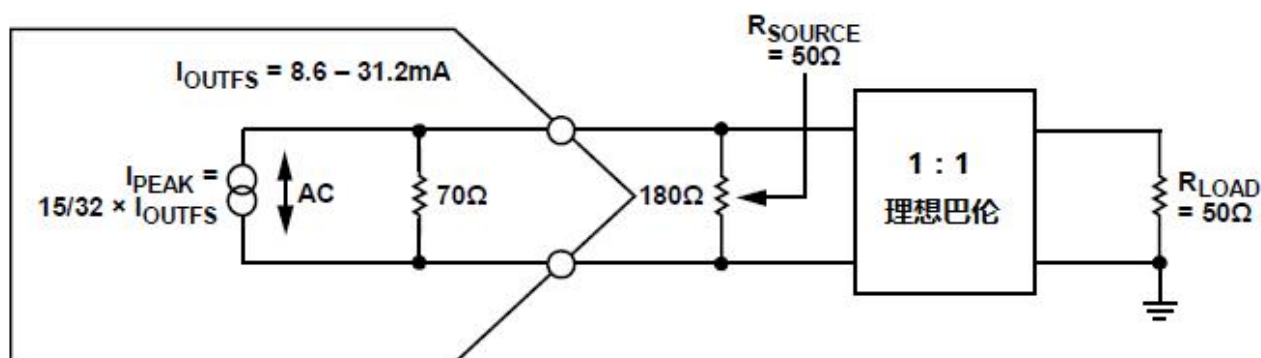 R_SOURCE
= 50Ω
I_OUTFS = 8.6 – 31.2mA
I_PEAK =
15/32 × I_OUTFS
AC
70Ω
180Ω
1 : 1
理想巴伦
R_LOAD
= 50Ω